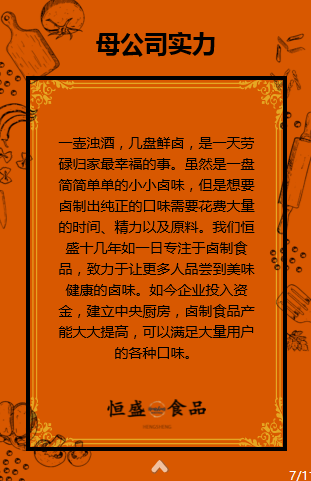 母公司实力
一壶浊酒，几盘鲜卤，是一天劳
碌归家最幸福的事。虽然是一盘
简简单单的小小卤味，但是想要
卤制出纯正的口味需要花费大量
的时间、精力以及原料。我们恒
盛十几年如一日专注于卤制食
品，致力于让更多人品尝到美味
健康的卤味。如今企业投入资
金，建立中央厨房，卤制食品产
能大大提高，可以满足大量用户
的各种口味。
恒盛 食品
HENGSHENG